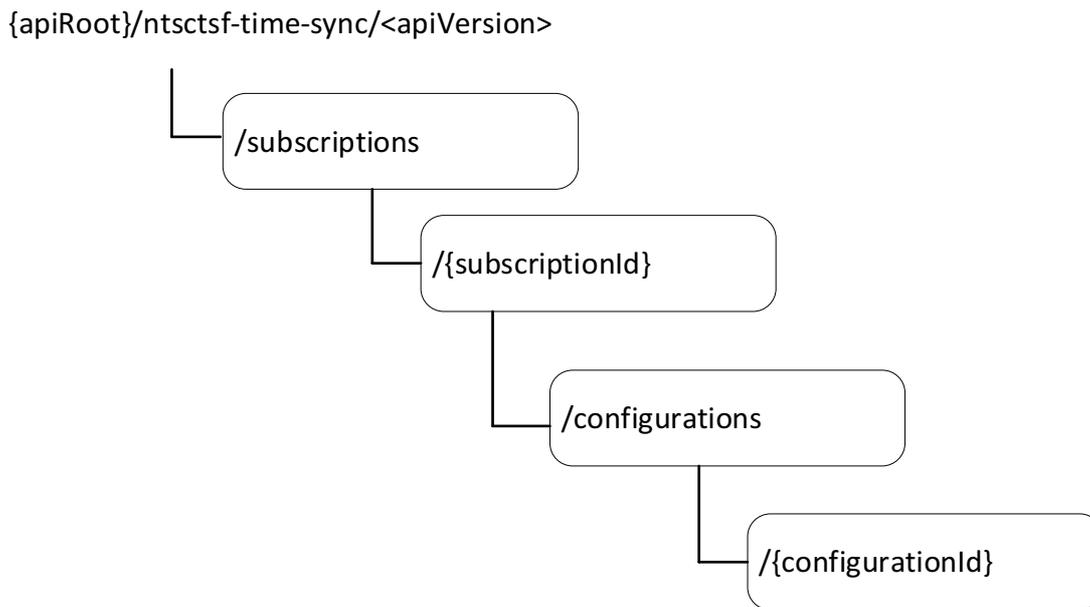 {apiRoot}/ntsctsf-time-sync/<apiVersion>
/subscriptions
/{subscriptionId}
/configurations
/{configurationId}